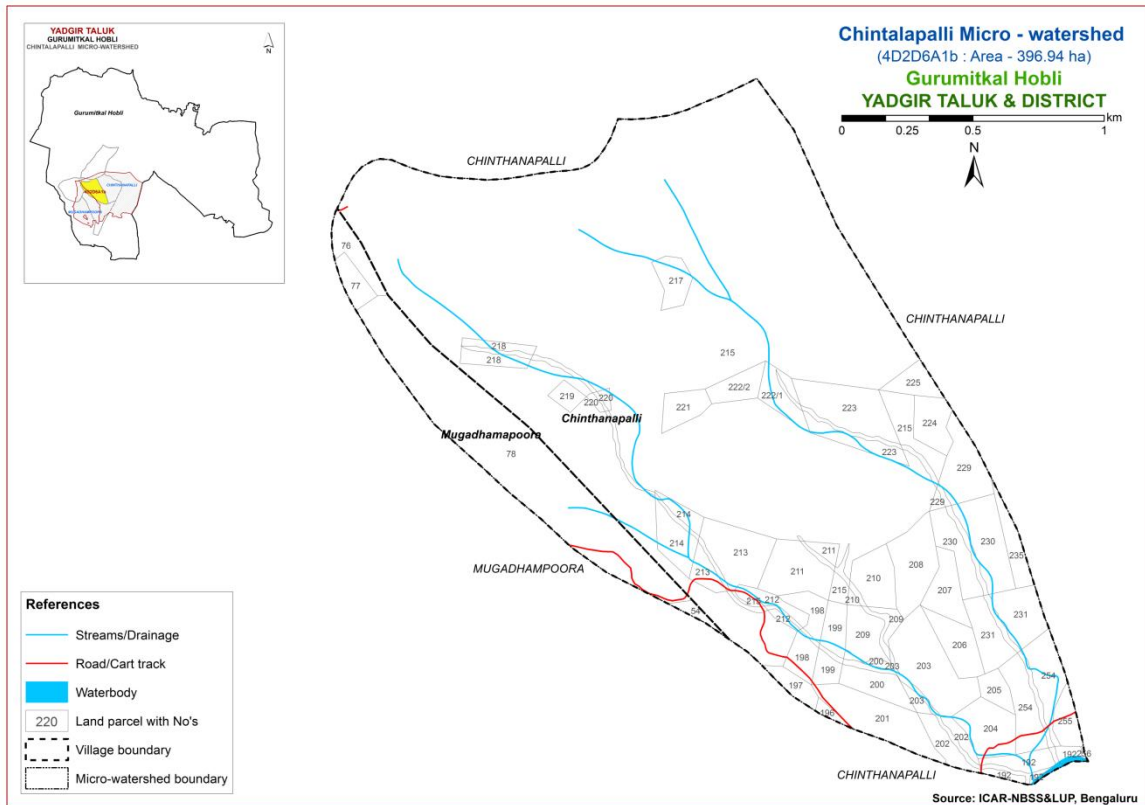 YADGIR TALUK
GURUMITKAL HOBLI
CHINTALAPALLI MICRO-WATERSHED
N
Gurumitkal Hobli
CHINTHANAPALLI
Chintalapalli Micro - watershed
(4D2D6A1b : Area - 396.94 ha)
Gurumitkal Hobli
YADGIR TALUK & DISTRICT
km
0 0.25 0.5 1
N
CHINTHANAPALLI
76
77
217
CHINTHANAPALLI
218
218
215
219
220
220
221
222/2
222/1
223
225
215
224
Chinthanapalli
Mugadhamapoora
78
223
229
229
214
214
213
213
211
211
210
208
230
230
235
MUGADHAMPOORA
54
212
212
215
210
207
198
199
209
209
206
231
231
198
199
200
203
203
200
197
196
201
203
205
254
254
204
255
202
202
192
192
192
CHINTHANAPALLI
References
Streams/Drainage
Road/Cart track
Waterbody
220 Land parcel with No's
Village boundary
Micro-watershed boundary
Source: ICAR-NBSS&LUP, Bengaluru